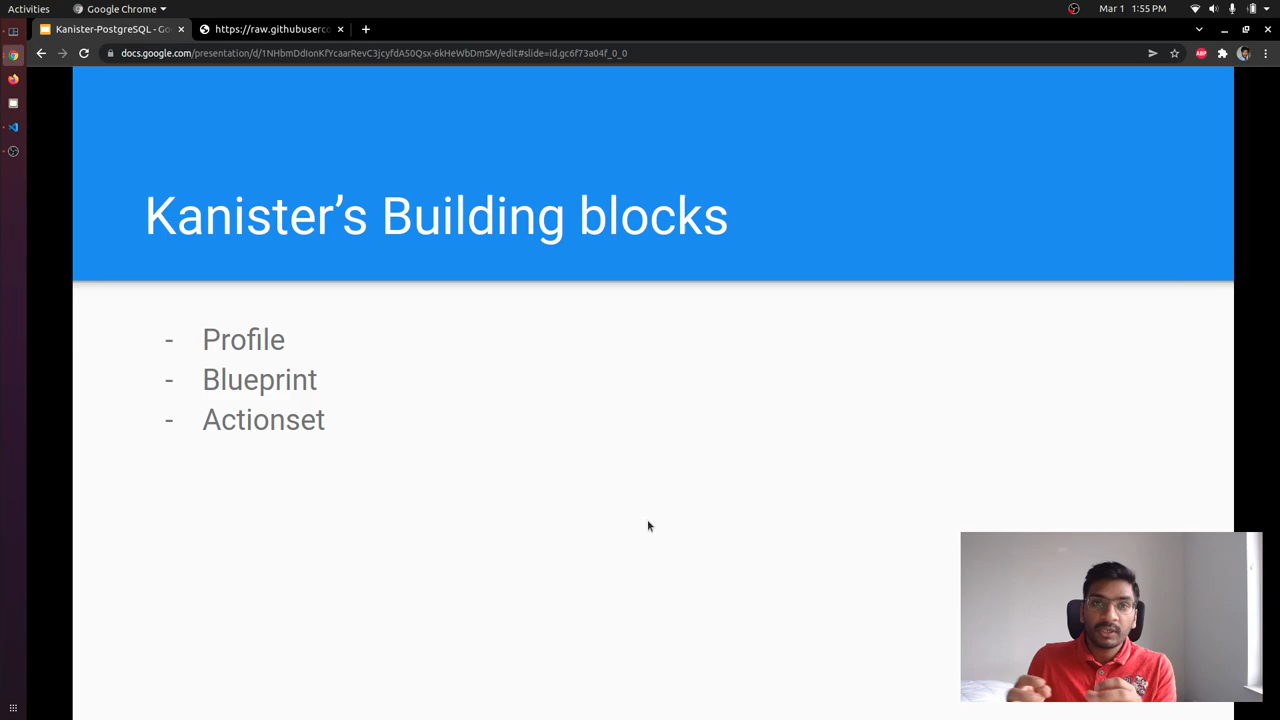 Activities
Google Chrome
Mar 1 1:55 PM
Kanister-PostgreSQL - Go
https://raw.githubuserco
docs.google.com/presentation/d/1NHbmDdIonKfYcaarRevC3jcyfdA50Qsx-6kHeWbDmSM/edit#slide=id.gc6f73a04f_0_0
ABP
Kanister’s Building blocks
- Profile
- Blueprint
- Actionset